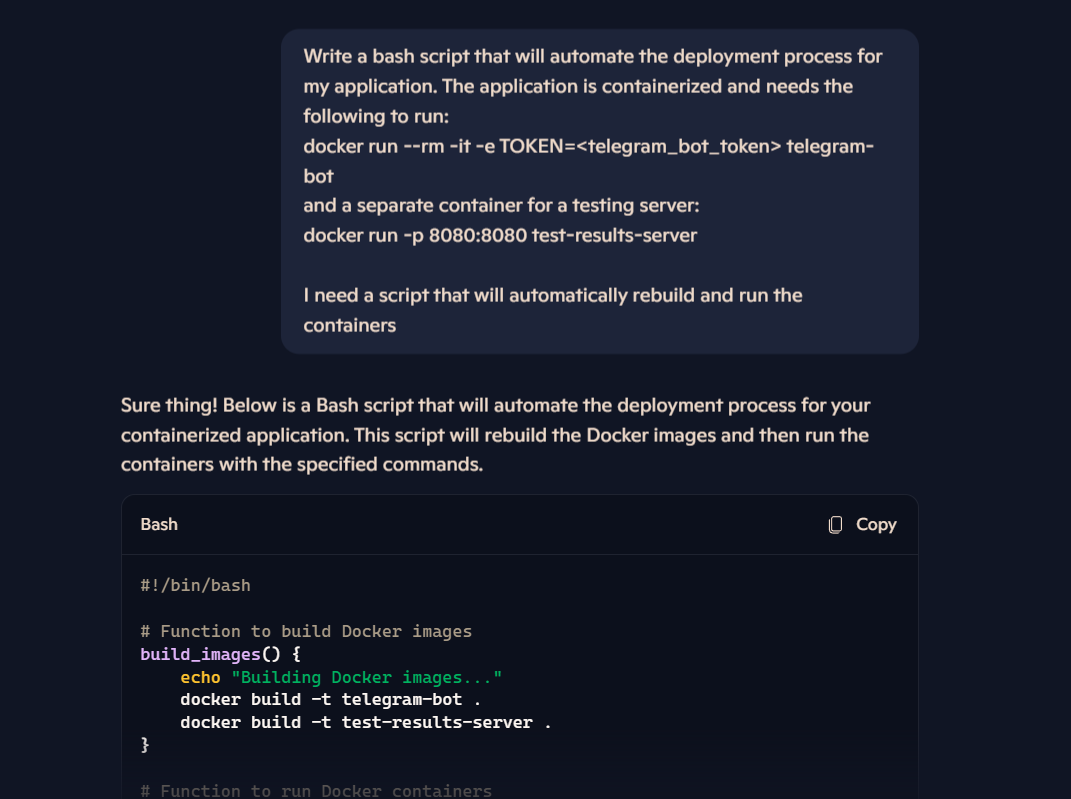 Write a bash script that will automate the deployment process for
my application. The application is containerized and needs the
following to run:
docker run --rm -it -e TOKEN=<telegram_bot_token> telegram-
bot
and a separate container for a testing server:
docker run -p 8080:8080 test-results-server
I need a script that will automatically rebuild and run the
containers
Sure thing! Below is a Bash script that will automate the deployment process for your
containerized application. This script will rebuild the Docker images and then run the
containers with the specified commands.
Bash
Copy
#!/bin/bash
# Function to build Docker images
build_images() {
    echo "Building Docker images..."
    docker build -t telegram-bot .
    docker build -t test-results-server .
}
# Function to run Docker containers